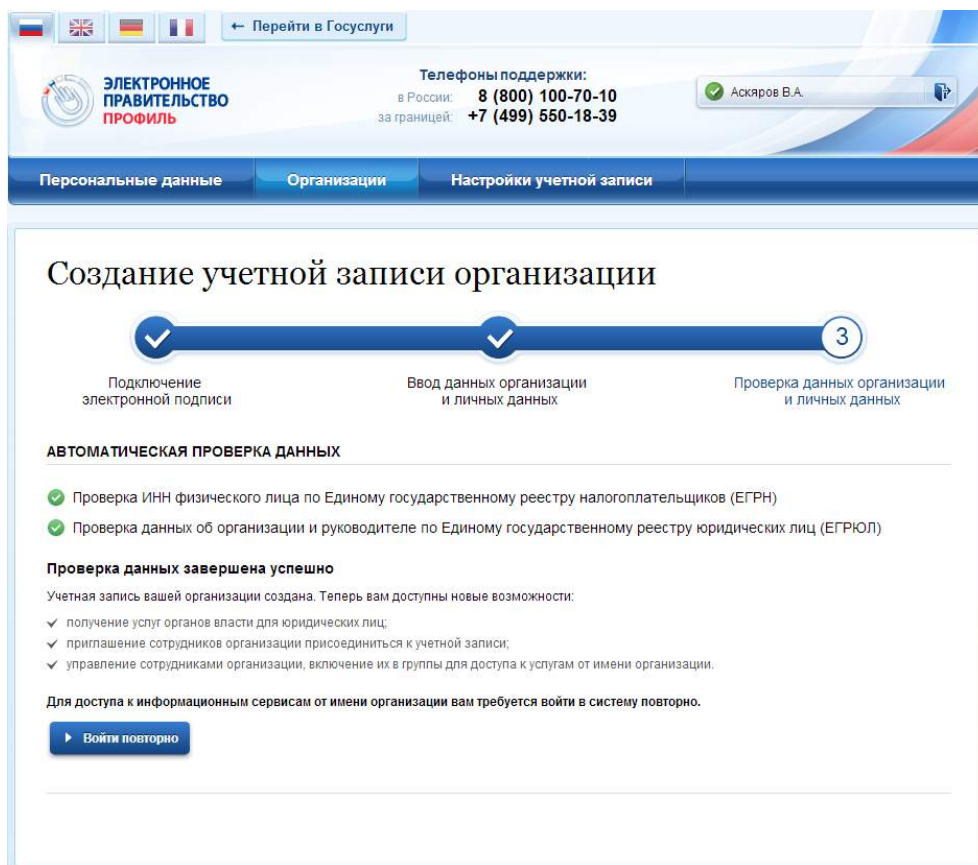 ← Перейти в Госуслуги
ЭЛЕКТРОННОЕ
ПРАВИТЕЛЬСТВО
ПРОФИЛЬ
Телефоны поддержки:
в России: 8 (800) 100-70-10
за границей: +7 (499) 550-18-39
Аскяров В.А.
Персональные данные
Организации
Настройки учетной записи
Создание учетной записи организации
3
Подключение
электронной подписи
Ввод данных организации
и личных данных
Проверка данных организации
и личных данных
АВТОМАТИЧЕСКАЯ ПРОВЕРКА ДАННЫХ
Проверка ИНН физического лица по Единому государственному реестру налогоплательщиков (ЕГРН)
Проверка данных об организации и руководителе по Единому государственному реестру юридических лиц (ЕГРЮЛ)
Проверка данных завершена успешно
Учетная запись вашей организации создана. Теперь вам доступны новые возможности:
получение услуг органов власти для юридических лиц;
приглашение сотрудников организации присоединиться к учетной записи;
управление сотрудниками организации, включение их в группы для доступа к услугам от имени организации.
Для доступа к информационным сервисам от имени организации вам требуется войти в систему повторно.
Войти повторно